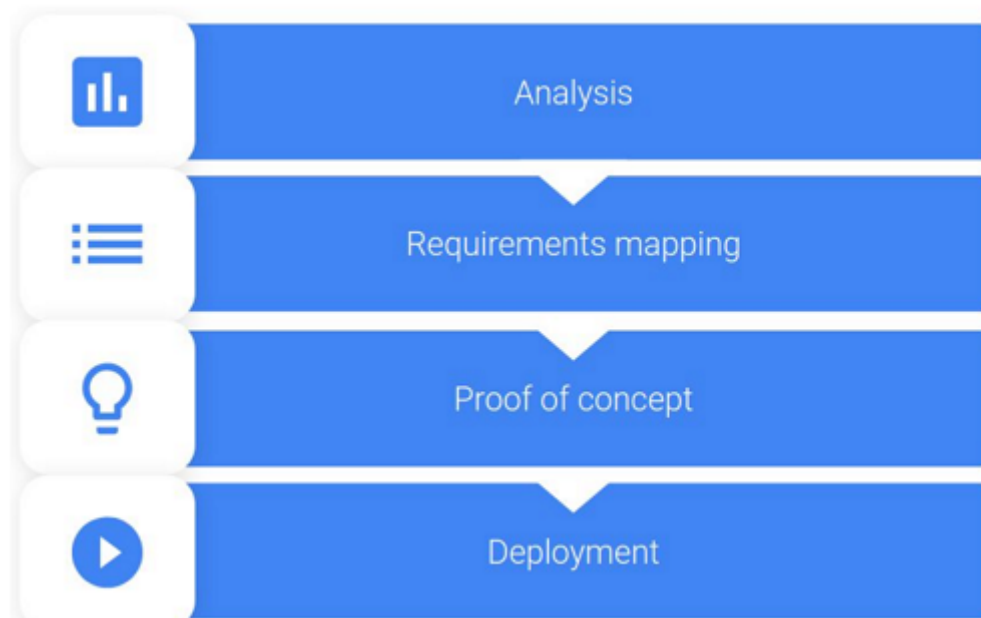 Analysis
Requirements mapping
Proof of concept
Deployment